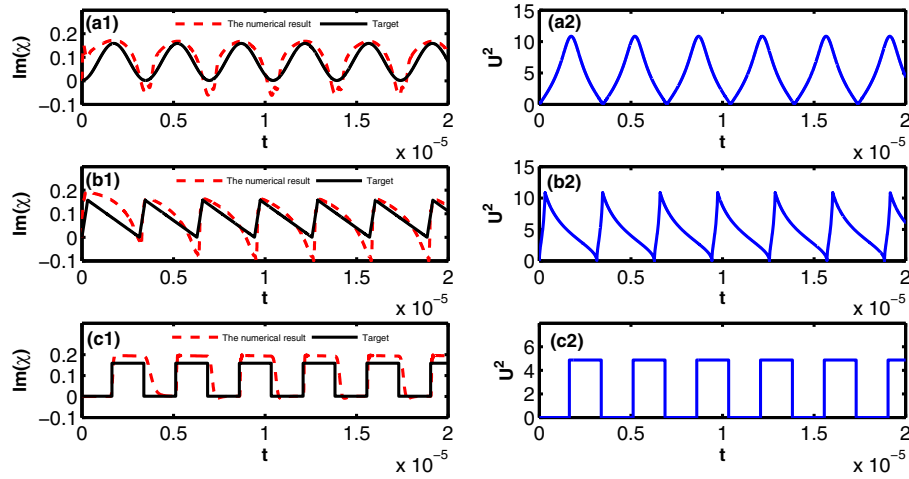 (a1) The numerical result Target
Im(χ)
0.2
0.1
0
−0.1
0 0.5 1 1.5 2
t
x 10⁻⁵
(a2)
U²
15
10
5
0
0 0.5 1 1.5 2
t
x 10⁻⁵
(b1) The numerical result Target
Im(χ)
0.2
0.1
0
−0.1
0 0.5 1 1.5 2
t
x 10⁻⁵
(b2)
U²
15
10
5
0
0 0.5 1 1.5 2
t
x 10⁻⁵
(c1) The numerical result Target
Im(χ)
0.2
0.1
0
−0.1
0 0.5 1 1.5 2
t
x 10⁻⁵
(c2)
U²
6
4
2
0
0 0.5 1 1.5 2
t
x 10⁻⁵